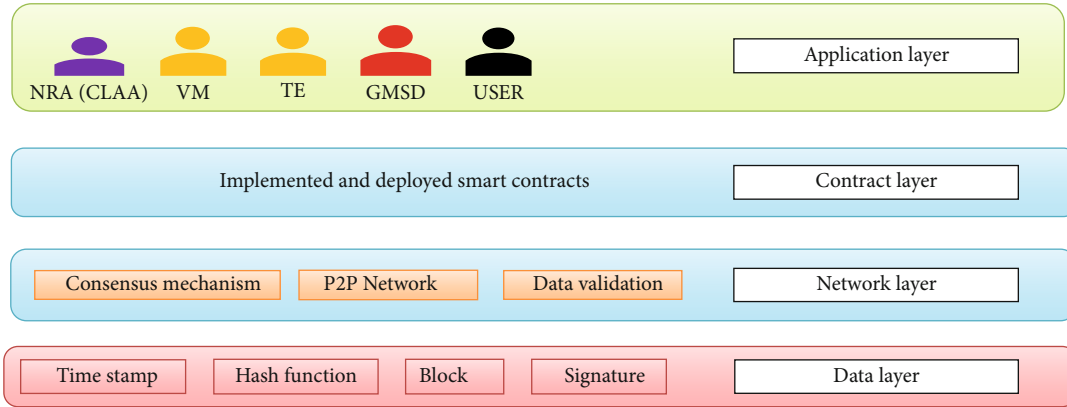 Application layer
NRA (CLAA) VM TE GMSD USER
Implemented and deployed smart contracts Contract layer
Consensus mechanism P2P Network Data validation Network layer
Time stamp Hash function Block Signature Data layer